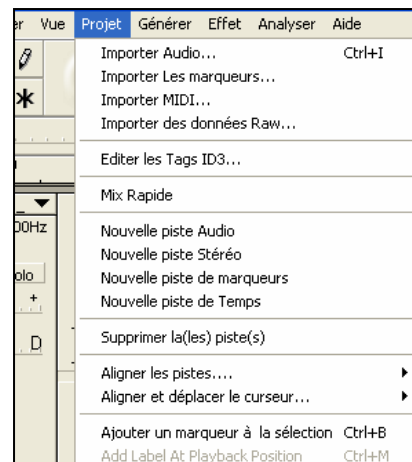 er Vue Projet Générer Effet Analyser Aide
Importer Audio... Ctrl+I
Importer Les marqueurs...
Importer MIDI...
Importer des données Raw...
Editer les Tags ID3...
Mix Rapide
00Hz
Nouvelle piste Audio
Nouvelle piste Stéréo
olo
Nouvelle piste de marqueurs
+
Nouvelle piste de Temps
D
Supprimer la(les) piste(s)
Aligner les pistes....
Aligner et déplacer le curseur...
Ajouter un marqueur à la sélection Ctrl+B
Add Label At Playback Position Ctrl+M